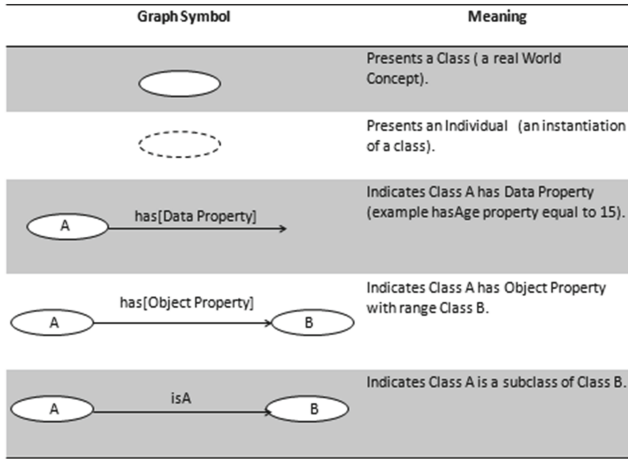 Graph Symbol Meaning
Presents a Class ( a real World
Concept).
Presents an Individual (an instantiation
of a class).
Indicates Class A has Data Property
(example hasAge property equal to 15).
A has[Data Property]
Indicates Class A has Object Property
with range Class B.
A has[Object Property] B
Indicates Class A is a subclass of Class B.
A isA B